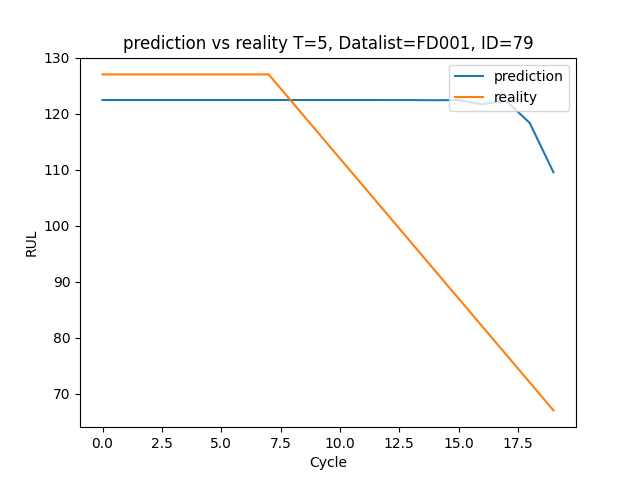 prediction vs reality T=5, Datalist=FD001, ID=79
prediction
reality
130
120
110
100
90
80
70
RUL
0.0 2.5 5.0 7.5 10.0 12.5 15.0 17.5
Cycle